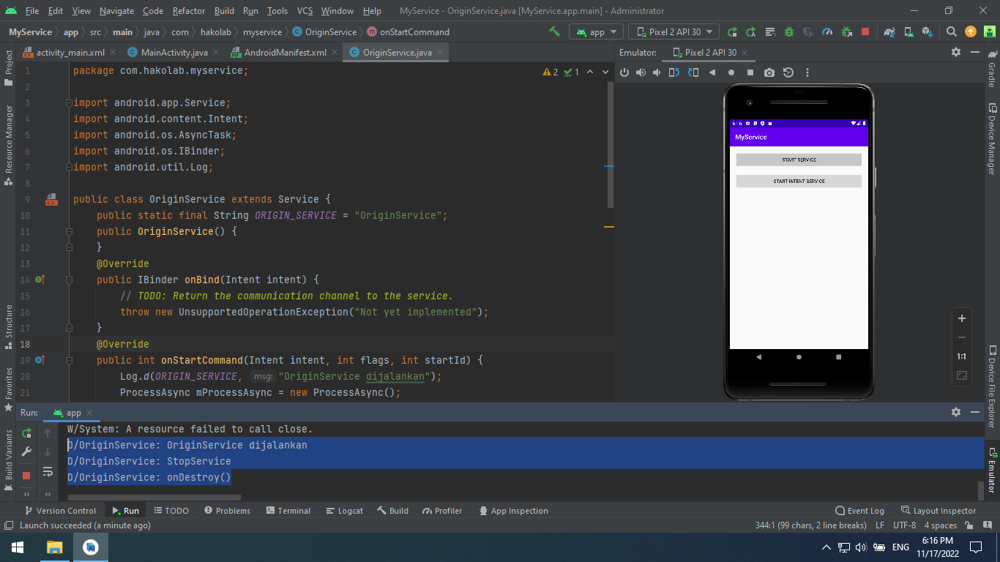 File Edit View Navigate Code Refactor Build Run Tools VCS Window Help MyService - OriginService.java [MyService.app.main] - Administrator
MyService app src main java com hakolab myservice OriginService onStartCommand app Pixel 2 API 30
activity_main.xml MainActivity.java AndroidManifest.xml OriginService.java Emulator: Pixel 2 API 30
Project
Resource Manager
Structure
Favorites
Build Variants
2 1
1 package com.hakolab.myservice;
2
3 import android.app.Service;
4 import android.content.Intent;
5 import android.os.AsyncTask;
6 import android.os.IBinder;
7 import android.util.Log;
8
9 public class OriginService extends Service {
10 public static final String ORIGIN_SERVICE = "OriginService";
11 public OriginService() {
12 }
13 @Override
14 public IBinder onBind(Intent intent) {
15 // TODO: Return the communication channel to the service.
16 throw new UnsupportedOperationException("Not yet implemented");
17 }
18 @Override
19 public int onStartCommand(Intent intent, int flags, int startId) {
20 Log.d(ORIGIN_SERVICE, msg: "OriginService dijalankan");
21 ProcessAsync mProcessAsync = new ProcessAsync();
6:16
MyService
START SERVICE
START INTENT SERVICE
1:1
Gradle
Device Manager
Device File Explorer
Emulator
Run: app
W/System: A resource failed to call close.
D/OriginService: OriginService dijalankan
D/OriginService: StopService
D/OriginService: onDestroy()
Version Control Run TODO Problems Terminal Logcat Build Profiler App Inspection Event Log Layout Inspector
Launch succeeded (a minute ago) 344:1 (99 chars, 2 line breaks) LF UTF-8 4 spaces
ENG 6:16 PM
11/17/2022